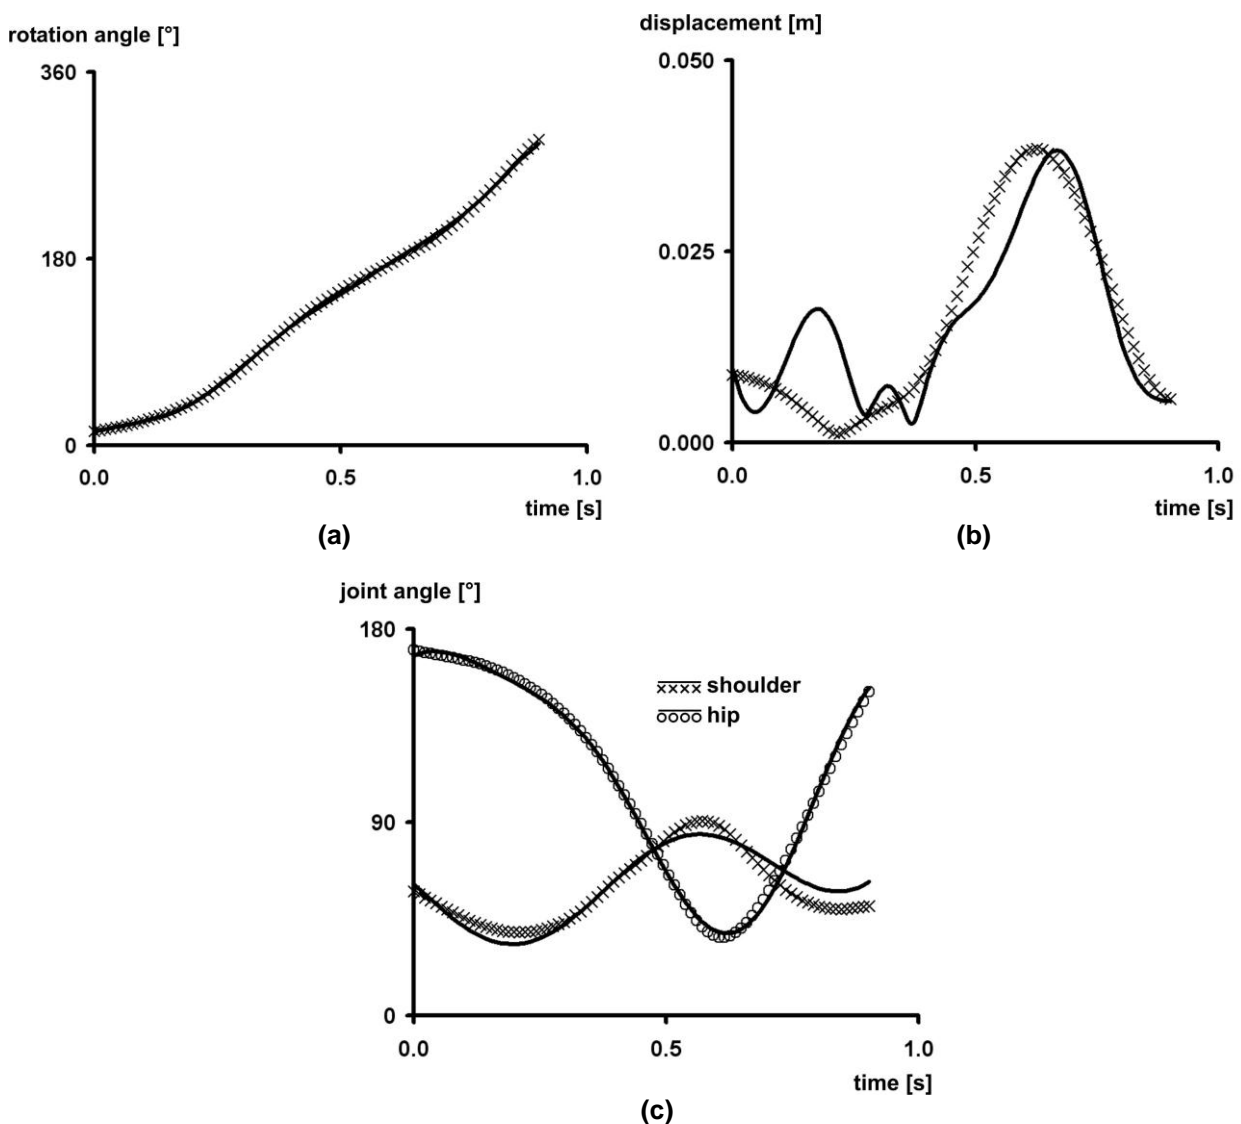 rotation angle [°]
360
180
0
0.0 0.5 1.0
time [s]
(a)
displacement [m]
0.050
0.025
0.000
0.0 0.5 1.0
time [s]
(b)
joint angle [°]
180
90
0
shoulder
hip
0.0 0.5 1.0
time [s]
(c)